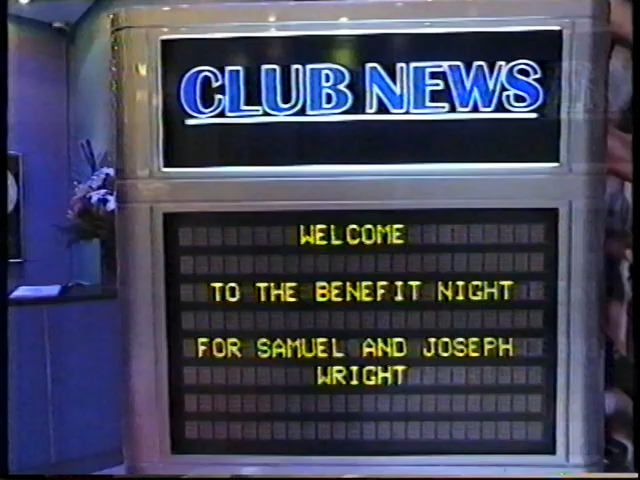 CLUB NEWS
WELCOME
TO THE BENEFIT NIGHT
FOR SAMUEL AND JOSEPH
WRIGHT